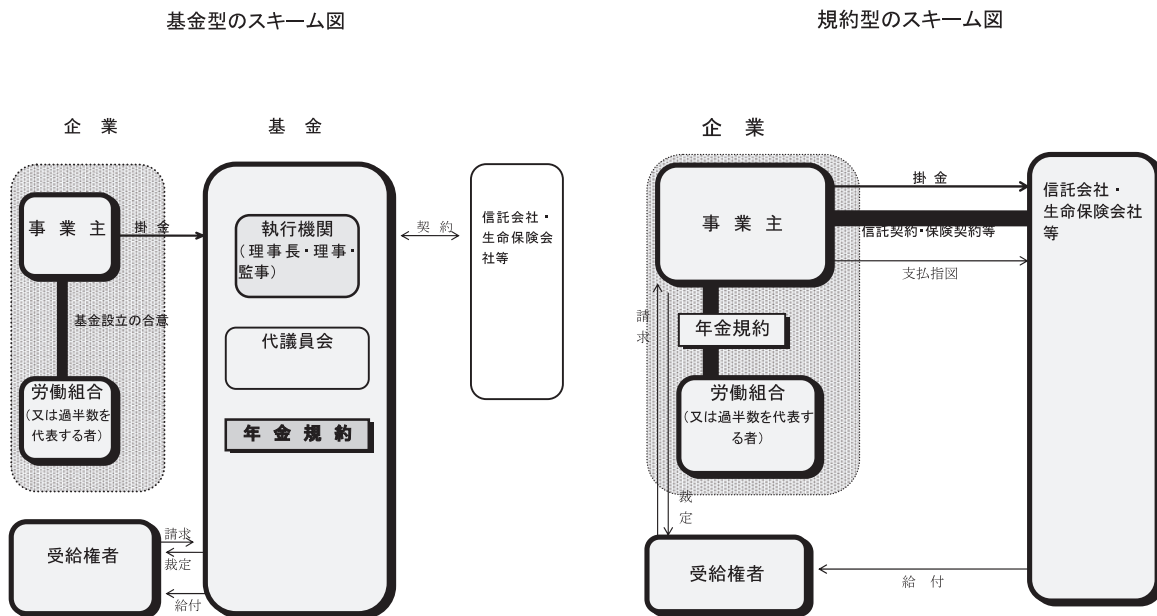 基金型のスキーム図
企 業
基 金
事 業 主
掛 金
執行機関
(理事長・理事・
監事)
契 約
信託会社・
生命保険会
社等
基金設立の合意
代議員会
労働組合
(又は過半数を
代表する者)
年 金 規 約
受給権者
請求
裁定
給付
規約型のスキーム図
企 業
事 業 主
掛 金
信託会社・
生命保険会社
等
信託契約・保険契約等
支払指図
請
求
年金規約
労働組合
(又は過半数を代表す
る者)
裁
定
受給権者
給 付